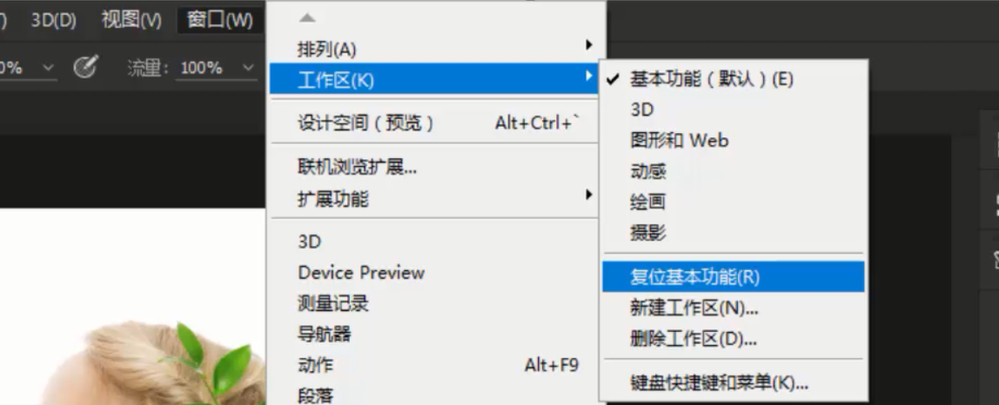 3D(D) 视图(V) 窗口(W)
0% 流里: 100%
排列(A)
工作区(K)
设计空间（预览） Alt+Ctrl+`
联机浏览扩展...
扩展功能
3D
Device Preview
测量记录
导航器
动作 Alt+F9
段落
基本功能（默认）(E)
3D
图形和 Web
动感
绘画
摄影
复位基本功能(R)
新建工作区(N)...
删除工作区(D)...
键盘快捷键和菜单(K)...